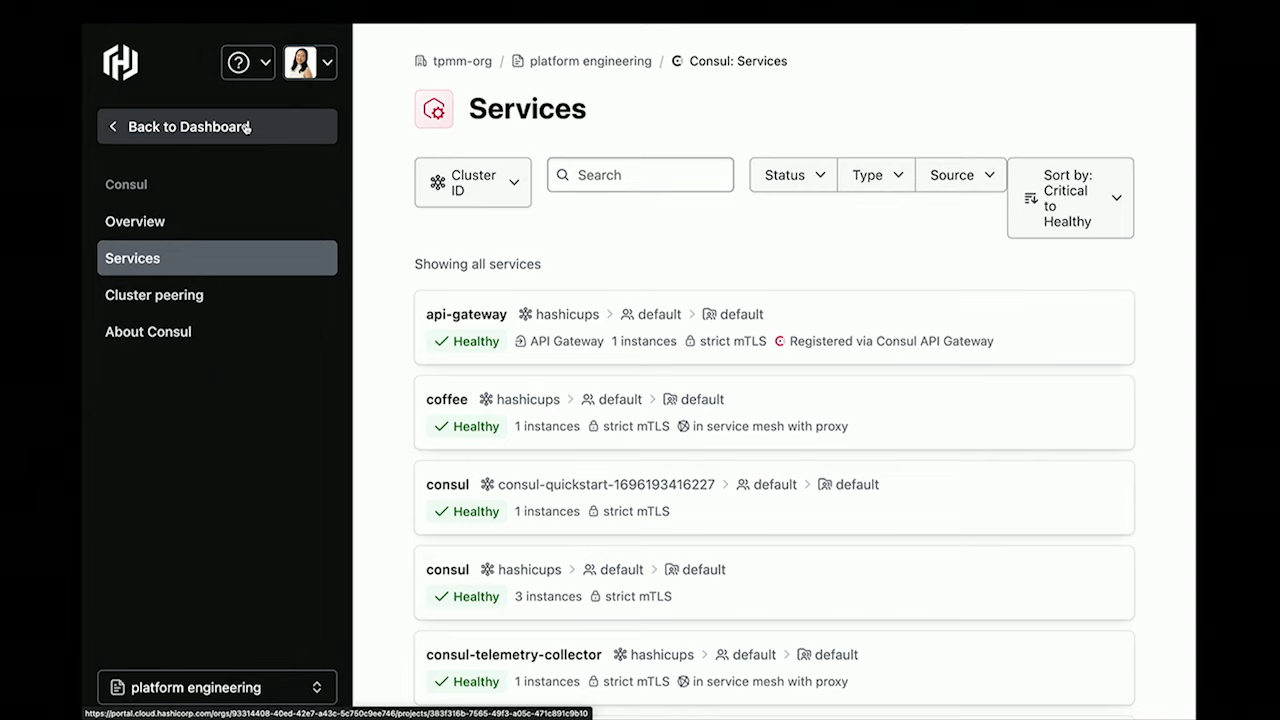 Back to Dashboard
Consul
Overview
Services
Cluster peering
About Consul
platform engineering
tpmm-org / platform engineering / Consul: Services
Services
Cluster ID
Search
Status
Type
Source
Sort by: Critical to Healthy
Showing all services
api-gateway hashicups > default > default
Healthy API Gateway 1 instances strict mTLS Registered via Consul API Gateway
coffee hashicups > default > default
Healthy 1 instances strict mTLS in service mesh with proxy
consul consul-quickstart-1696193416227 > default > default
Healthy 1 instances strict mTLS
consul hashicups > default > default
Healthy 3 instances strict mTLS
consul-telemetry-collector hashicups > default > default
Healthy 1 instances strict mTLS in service mesh with proxy
https://portal.cloud.hashicorp.com/orgs/93314408-40ed-42e7-a43c-5c750c9ee746/projects/383f316b-7565-49f3-a05c-471c891c9b10